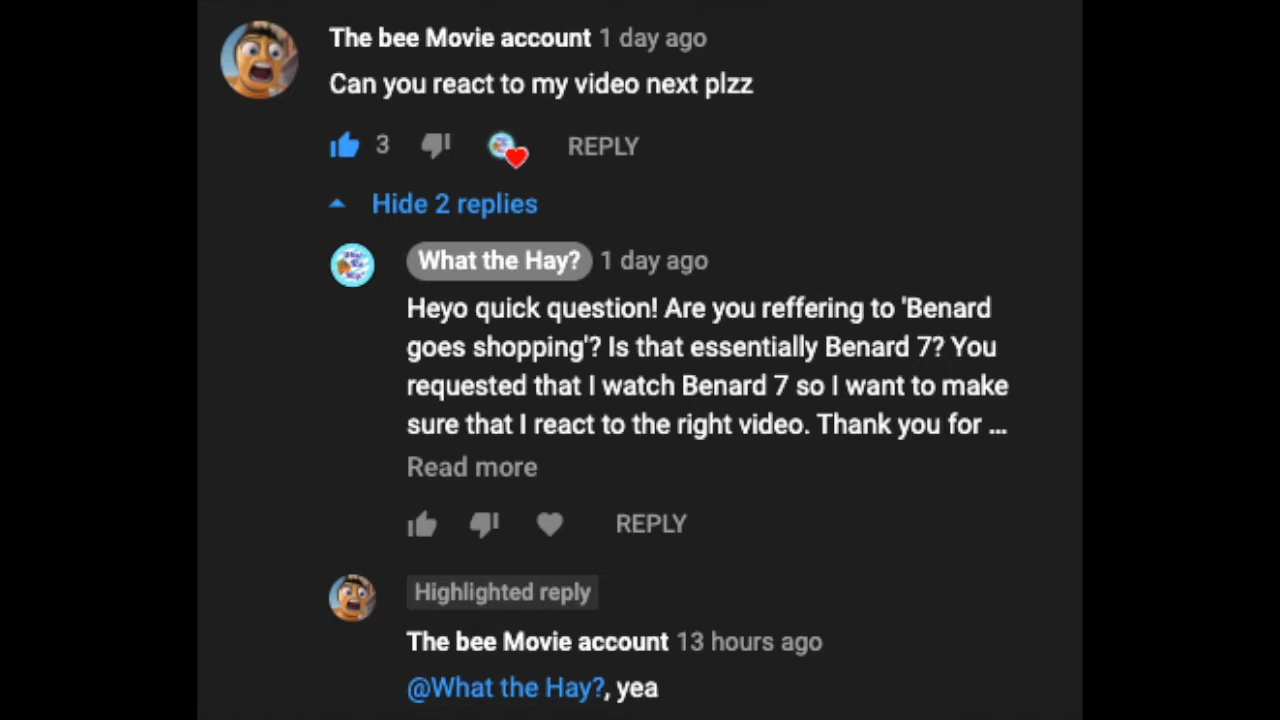 The bee Movie account 1 day ago
Can you react to my video next plzz
3 REPLY
Hide 2 replies
What the Hay? 1 day ago
Heyo quick question! Are you reffering to 'Benard
goes shopping'? Is that essentially Benard 7? You
requested that I watch Benard 7 so I want to make
sure that I react to the right video. Thank you for ...
Read more
REPLY
Highlighted reply
The bee Movie account 13 hours ago
@What the Hay?, yea